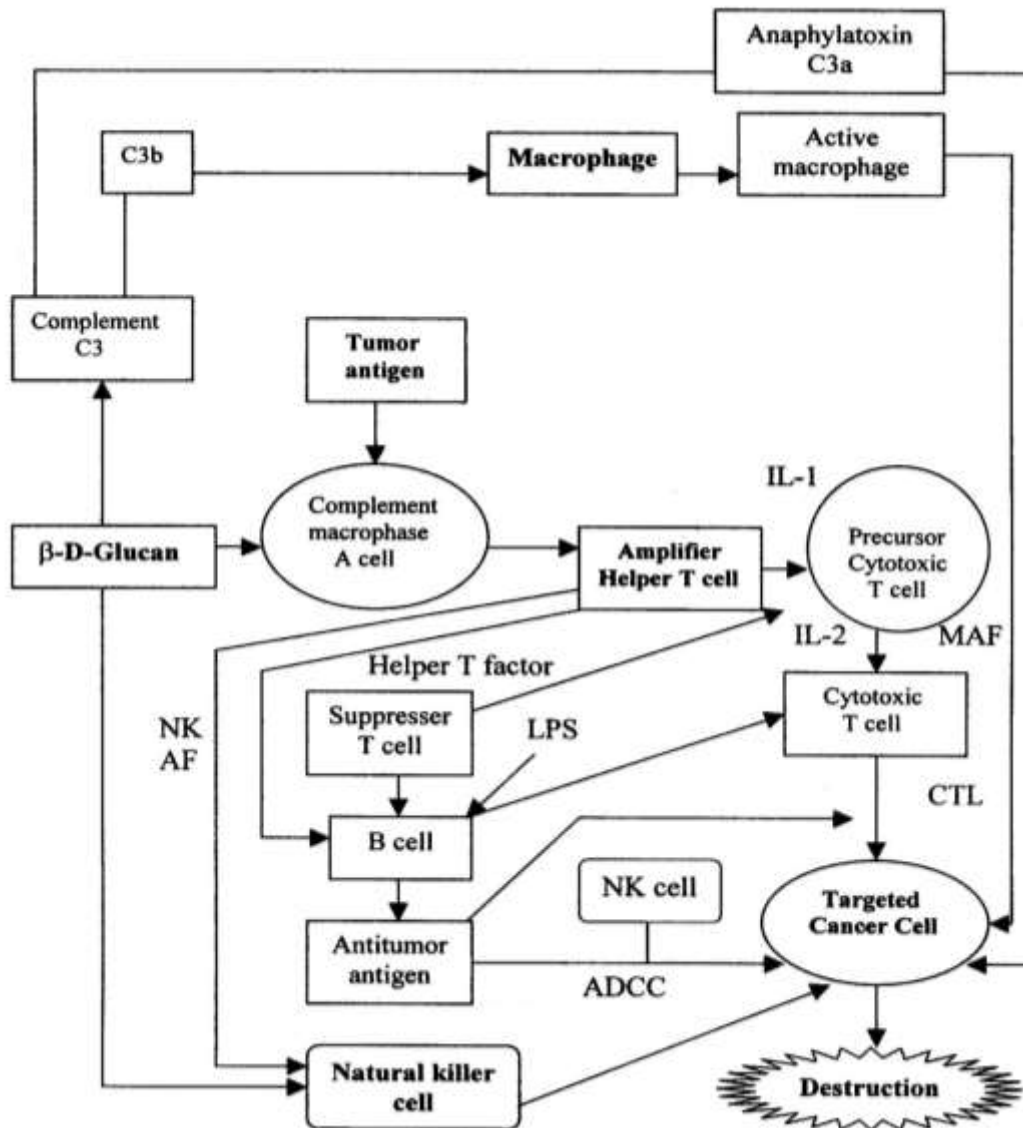 Anaphylatoxin
C3a
C3b
Macrophage
Active
macrophage
Complement
C3
Tumor
antigen
Complement
macrophase
A cell
β-D-Glucan
Amplifier
Helper T cell
IL-1
Precursor
Cytotoxic
T cell
IL-2
MAF
Helper T factor
Suppresser
T cell
LPS
NK
AF
Cytotoxic
T cell
CTL
B cell
NK cell
Targeted
Cancer Cell
Antitumor
antigen
ADCC
Natural killer
cell
Destruction